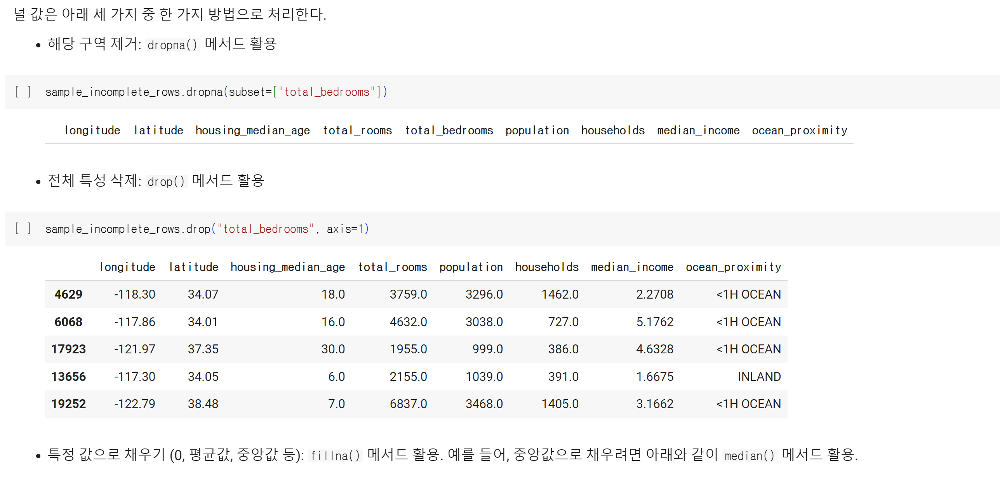 널 값은 아래 세 가지 중 한 가지 방법으로 처리한다.
• 해당 구역 제거: dropna() 메서드 활용
[ ] sample_incomplete_rows.dropna(subset=["total_bedrooms"])
longitude latitude housing_median_age total_rooms total_bedrooms population households median_income ocean_proximity
• 전체 특성 삭제: drop() 메서드 활용
[ ] sample_incomplete_rows.drop("total_bedrooms", axis=1)
longitude latitude housing_median_age total_rooms population households median_income ocean_proximity
4629 -118.30 34.07 18.0 3759.0 3296.0 1462.0 2.2708 <1H OCEAN
6068 -117.86 34.01 16.0 4632.0 3038.0 727.0 5.1762 <1H OCEAN
17923 -121.97 37.35 30.0 1955.0 999.0 386.0 4.6328 <1H OCEAN
13656 -117.30 34.05 6.0 2155.0 1039.0 391.0 1.6675 INLAND
19252 -122.79 38.48 7.0 6837.0 3468.0 1405.0 3.1662 <1H OCEAN
• 특정 값으로 채우기 (0, 평균값, 중앙값 등): fillna() 메서드 활용. 예를 들어, 중앙값으로 채우려면 아래와 같이 median() 메서드 활용.